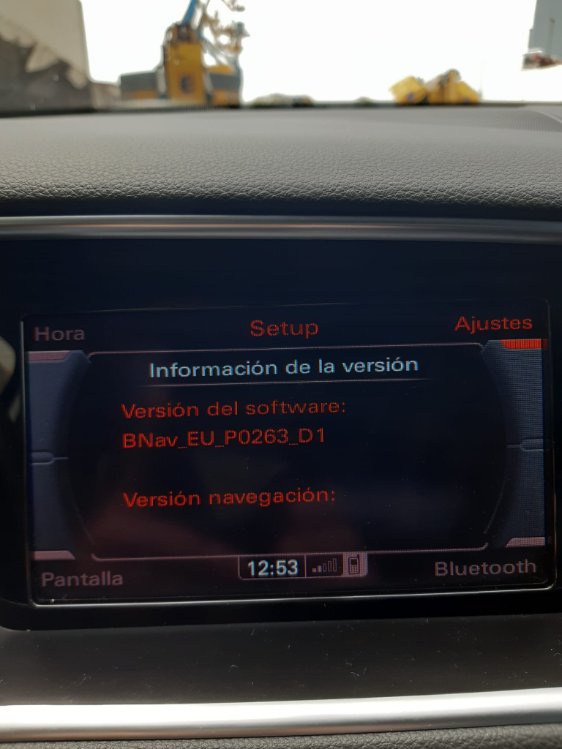 Hora Setup Ajustes
Información de la versión
Versión del software:
BNav_EU_P0263_D1
Versión navegación:
Pantalla 12:53 Bluetooth